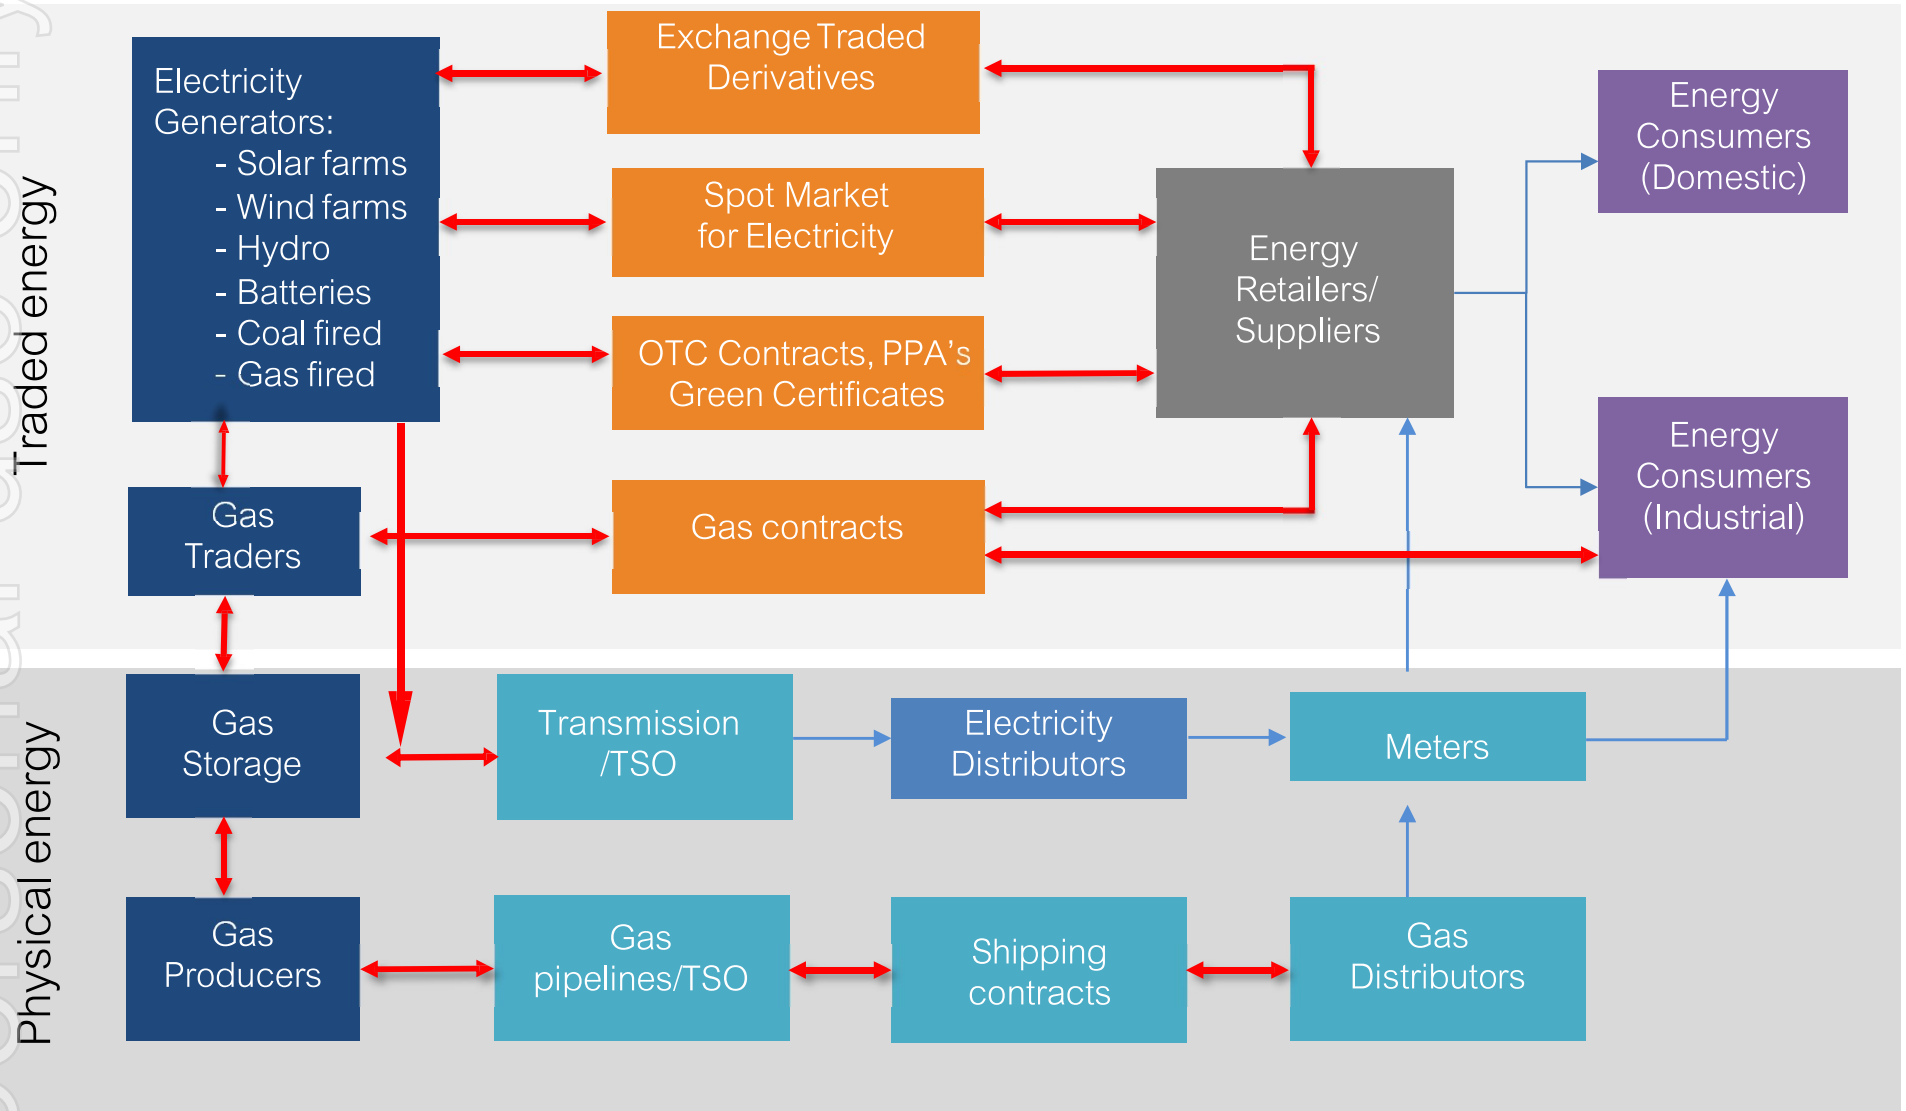 Traded energy
Electricity
Generators:
- Solar farms
- Wind farms
- Hydro
- Batteries
- Coal fired
- Gas fired
Exchange Traded
Derivatives
Spot Market
for Electricity
OTC Contracts, PPA's
Green Certificates
Gas contracts
Energy
Retailers/
Suppliers
Energy
Consumers
(Domestic)
Energy
Consumers
(Industrial)
Gas
Traders
Physical energy
Gas
Storage
Transmission
/TSO
Electricity
Distributors
Meters
Gas
Producers
Gas
pipelines/TSO
Shipping
contracts
Gas
Distributors